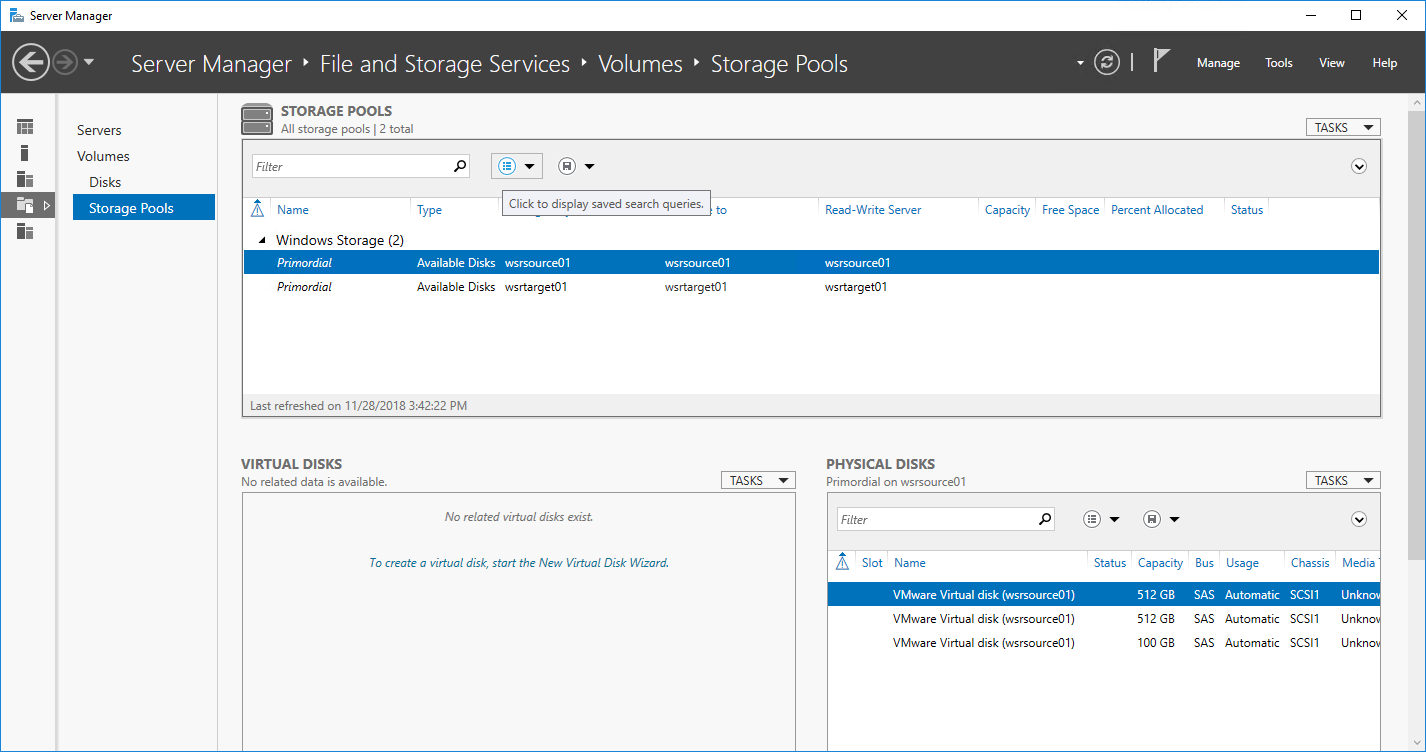 Server Manager
Server Manager ‣ File and Storage Services ‣ Volumes ‣ Storage Pools
Manage Tools View Help
Servers
Volumes
Disks
Storage Pools
STORAGE POOLS
All storage pools | 2 total
TASKS
Filter
Click to display saved search queries.
Name Type to Read-Write Server Capacity Free Space Percent Allocated Status
Windows Storage (2)
Primordial Available Disks wsrsource01 wsrsource01 wsrsource01
Primordial Available Disks wsrtarget01 wsrtarget01 wsrtarget01
Last refreshed on 11/28/2018 3:42:22 PM
VIRTUAL DISKS
No related data is available.
TASKS
No related virtual disks exist.
To create a virtual disk, start the New Virtual Disk Wizard.
PHYSICAL DISKS
Primordial on wsrsource01
TASKS
Filter
Slot Name Status Capacity Bus Usage Chassis Media
VMware Virtual disk (wsrsource01) 512 GB SAS Automatic SCSI1 Unknow
VMware Virtual disk (wsrsource01) 512 GB SAS Automatic SCSI1 Unknow
VMware Virtual disk (wsrsource01) 100 GB SAS Automatic SCSI1 Unknow